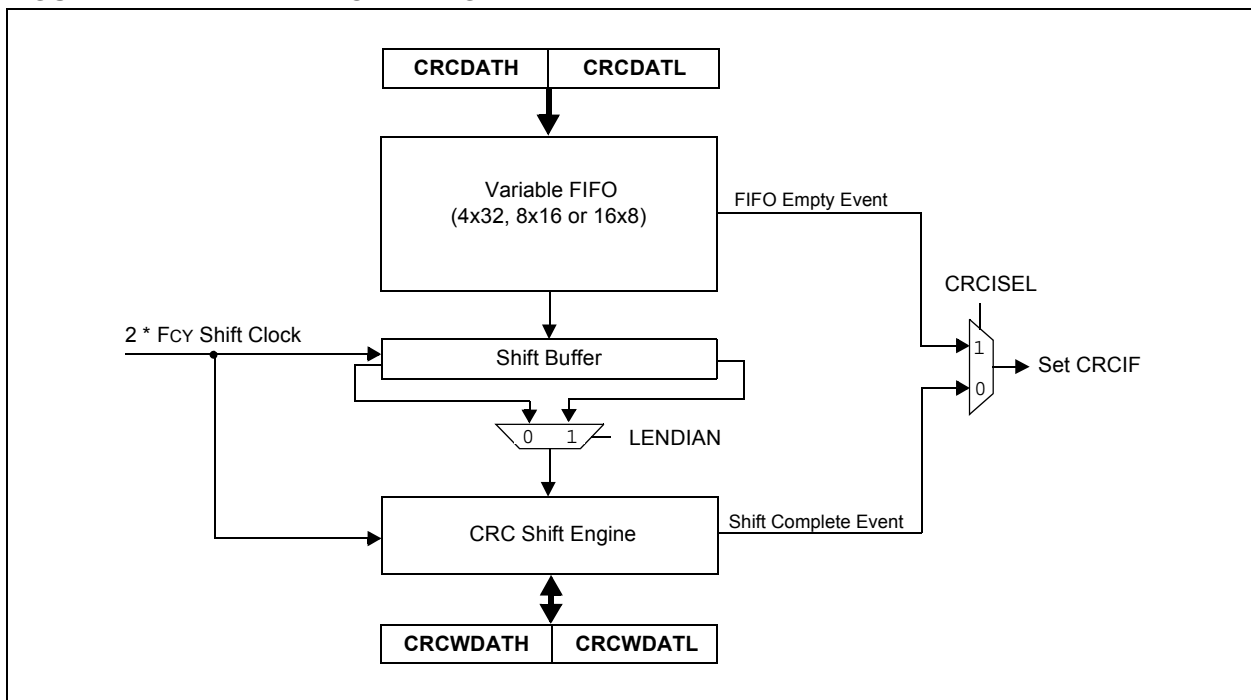 CRCDATH CRCDATL
Variable FIFO
(4x32, 8x16 or 16x8)
FIFO Empty Event
CRCISEL
2 * FCY Shift Clock
1
Set CRCIF
Shift Buffer
0
0 1 LENDIAN
CRC Shift Engine
Shift Complete Event
CRCWDATH CRCWDATL